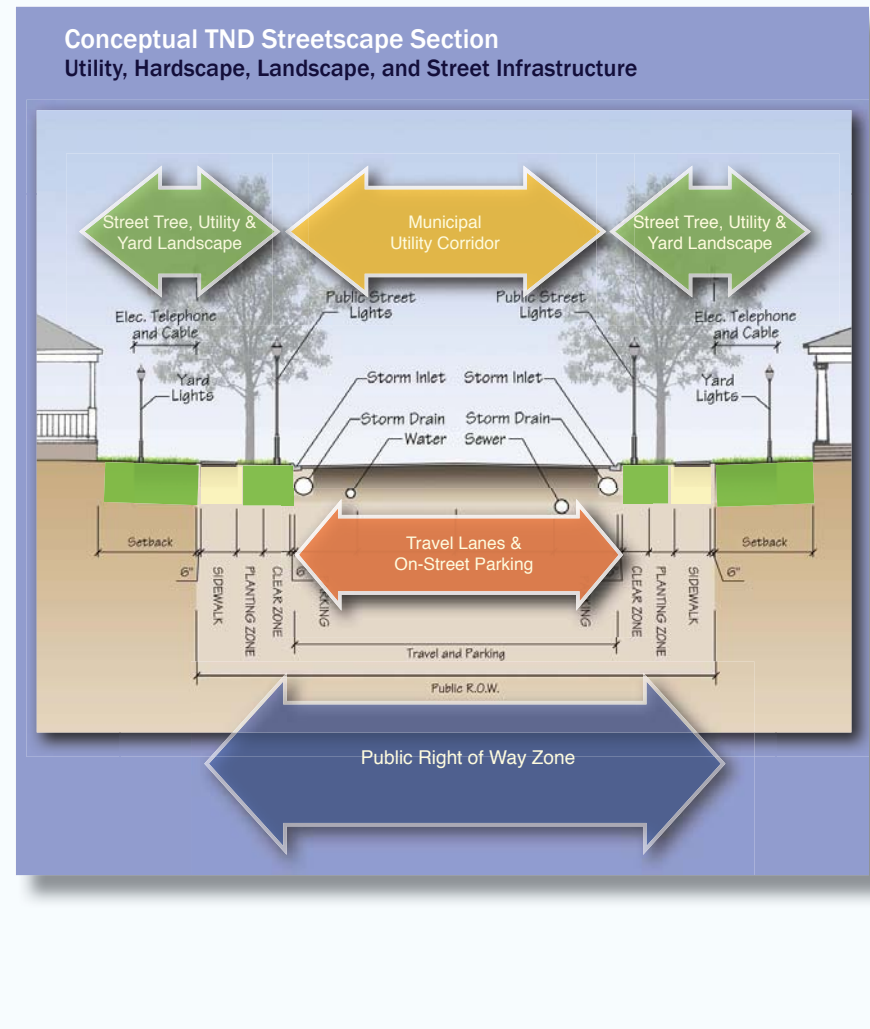 Conceptual TND Streetscape Section
Utility, Hardscape, Landscape, and Street Infrastructure
Street Tree, Utility &
Yard Landscape
Municipal
Utility Corridor
Street Tree, Utility &
Yard Landscape
Elec. Telephone
and Cable
Public Street
Lights
Public Street
Lights
Elec. Telephone
and Cable
Yard
Lights
Storm Inlet
Storm Inlet
Yard
Lights
Storm Drain
Storm Drain
Water
Sewer
Travel Lanes &
On-Street Parking
Setback
Setback
6"
6"
SIDEWALK
PLANTING ZONE
CLEAR ZONE
CLEAR ZONE
PLANTING ZONE
SIDEWALK
Travel and Parking
Public R.O.W.
Public Right of Way Zone